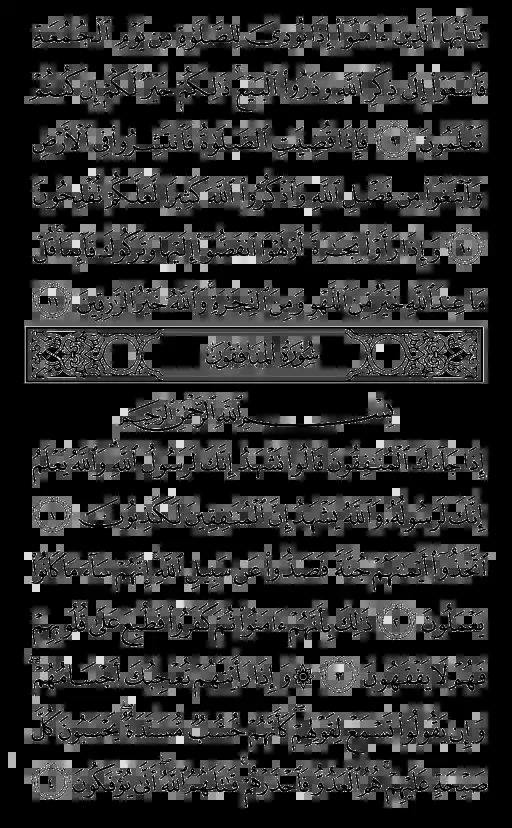 يَٰٓأَيُّهَا ٱلَّذِينَ ءَامَنُوٓا۟ إِذَا نُودِىَ لِلصَّلَوٰةِ مِن يَوْمِ ٱلْجُمُعَةِ
فَٱسْعَوْا۟ إِلَىٰ ذِكْرِ ٱللَّهِ وَذَرُوا۟ ٱلْبَيْعَ ذَٰلِكُمْ خَيْرٌ لَّكُمْ إِن كُنتُمْ
تَعْلَمُونَ ٩ فَإِذَا قُضِيَتِ ٱلصَّلَوٰةُ فَٱنتَشِرُوا۟ فِى ٱلْأَرْضِ
وَٱبْتَغُوا۟ مِن فَضْلِ ٱللَّهِ وَٱذْكُرُوا۟ ٱللَّهَ كَثِيرًا لَّعَلَّكُمْ تُفْلِحُونَ
١٠ وَإِذَا رَأَوْا۟ تِجَٰرَةً أَوْ لَهْوًا ٱنفَضُّوٓا۟ إِلَيْهَا وَتَرَكُوكَ قَآئِمًا قُلْ
مَا عِندَ ٱللَّهِ خَيْرٌ مِّنَ ٱللَّهْوِ وَمِنَ ٱلتِّجَٰرَةِ وَٱللَّهُ خَيْرُ ٱلرَّٰزِقِينَ ١١
سُورَةُ المُنَافِقُونَ
بِسْمِ ٱللَّهِ ٱلرَّحْمَٰنِ ٱلرَّحِيمِ
إِذَا جَآءَكَ ٱلْمُنَٰفِقُونَ قَالُوا۟ نَشْهَدُ إِنَّكَ لَرَسُولُ ٱللَّهِ وَٱللَّهُ يَعْلَمُ
إِنَّكَ لَرَسُولُهُۥ وَٱللَّهُ يَشْهَدُ إِنَّ ٱلْمُنَٰفِقِينَ لَكَٰذِبُونَ ١
ٱتَّخَذُوٓا۟ أَيْمَٰنَهُمْ جُنَّةً فَصَدُّوا۟ عَن سَبِيلِ ٱللَّهِ إِنَّهُمْ سَآءَ مَا كَانُوا۟
يَعْمَلُونَ ٢ ذَٰلِكَ بِأَنَّهُمْ ءَامَنُوا۟ ثُمَّ كَفَرُوا۟ فَطُبِعَ عَلَىٰ قُلُوبِهِمْ
فَهُمْ لَا يَفْقَهُونَ ٣ ۞ وَإِذَا رَأَيْتَهُمْ تُعْجِبُكَ أَجْسَامُهُمْ
وَإِن يَقُولُوا۟ تَسْمَعْ لِقَوْلِهِمْ كَأَنَّهُمْ خُشُبٌ مُّسَنَّدَةٌ يَحْسَبُونَ كُلَّ
صَيْحَةٍ عَلَيْهِمْ هُمُ ٱلْعَدُوُّ فَٱحْذَرْهُمْ قَٰتَلَهُمُ ٱللَّهُ أَنَّىٰ يُؤْفَكُونَ ٤